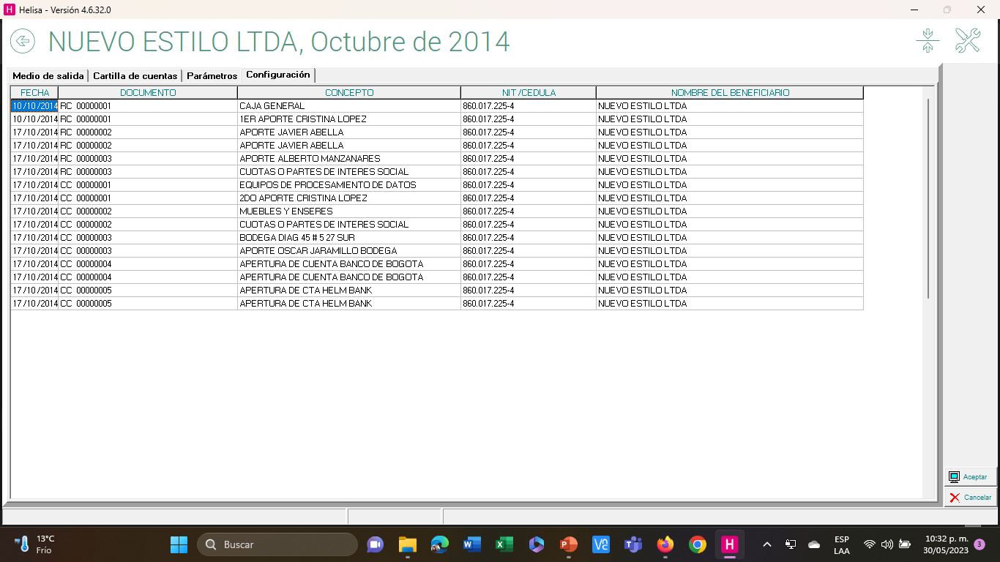 Helisa - Versión 4.6.32.0
NUEVO ESTILO LTDA, Octubre de 2014
Medio de salida Cartilla de cuentas Parámetros Configuración
FECHA DOCUMENTO CONCEPTO NIT /CEDULA NOMBRE DEL BENEFICIARIO
10/10/2014 RC 00000001 CAJA GENERAL 860.017.225-4 NUEVO ESTILO LTDA
10/10/2014 RC 00000001 1ER APORTE CRISTINA LOPEZ 860.017.225-4 NUEVO ESTILO LTDA
17/10/2014 RC 00000002 APORTE JAVIER ABELLA 860.017.225-4 NUEVO ESTILO LTDA
17/10/2014 RC 00000002 APORTE JAVIER ABELLA 860.017.225-4 NUEVO ESTILO LTDA
17/10/2014 RC 00000003 APORTE ALBERTO MANZANARES 860.017.225-4 NUEVO ESTILO LTDA
17/10/2014 RC 00000003 CUOTAS O PARTES DE INTERES SOCIAL 860.017.225-4 NUEVO ESTILO LTDA
17/10/2014 CC 00000001 EQUIPOS DE PROCESAMIENTO DE DATOS 860.017.225-4 NUEVO ESTILO LTDA
17/10/2014 CC 00000001 2DO APORTE CRISTINA LOPEZ 860.017.225-4 NUEVO ESTILO LTDA
17/10/2014 CC 00000002 MUEBLES Y ENSERES 860.017.225-4 NUEVO ESTILO LTDA
17/10/2014 CC 00000002 CUOTAS O PARTES DE INTERES SOCIAL 860.017.225-4 NUEVO ESTILO LTDA
17/10/2014 CC 00000003 BODEGA DIAG 45 # 5 27 SUR 860.017.225-4 NUEVO ESTILO LTDA
17/10/2014 CC 00000003 APORTE OSCAR JARAMILLO BODEGA 860.017.225-4 NUEVO ESTILO LTDA
17/10/2014 CC 00000004 APERTURA DE CUENTA BANCO DE BOGOTA 860.017.225-4 NUEVO ESTILO LTDA
17/10/2014 CC 00000004 APERTURA DE CUENTA BANCO DE BOGOTA 860.017.225-4 NUEVO ESTILO LTDA
17/10/2014 CC 00000005 APERTURA DE CTA HELM BANK 860.017.225-4 NUEVO ESTILO LTDA
17/10/2014 CC 00000005 APERTURA DE CTA HELM BANK 860.017.225-4 NUEVO ESTILO LTDA
Aceptar
Cancelar
13°C
Frío
Buscar
ESP
LAA
10:32 p. m.
30/05/2023
3